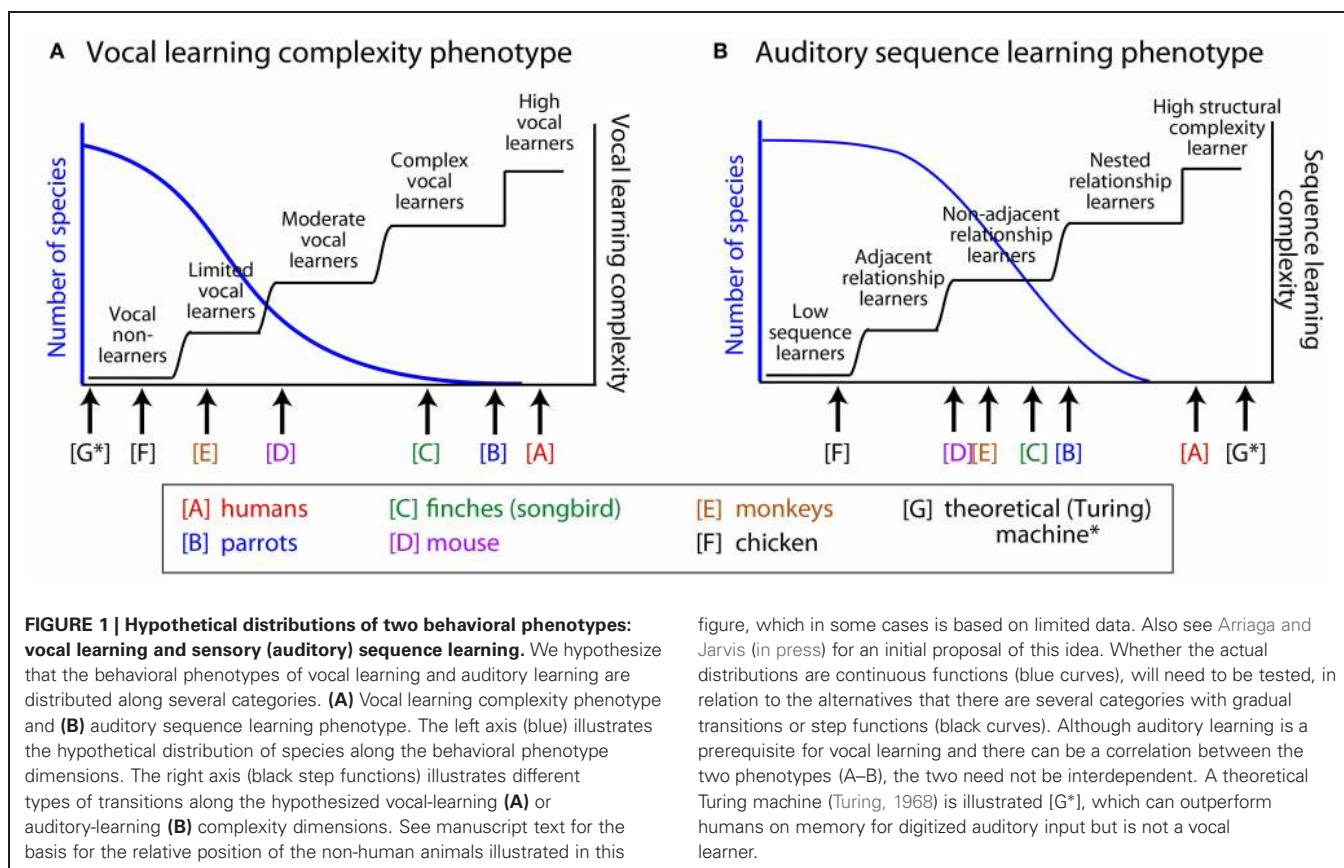 A Vocal learning complexity phenotype
Number of species
Vocal
non-
learners
Limited
vocal
learners
Moderate
vocal
learners
Complex
vocal
learners
High
vocal
learners
Vocal learning complexity
[G*] [F] [E] [D] [C] [B] [A]
B Auditory sequence learning phenotype
Number of species
Low
sequence
learners
Adjacent
relationship
learners
Non-adjacent
relationship
learners
Nested
relationship
learners
High structural
complexity
learner
Sequence learning
complexity
[F] [D][E] [C] [B] [A] [G*]
[A] humans [C] finches (songbird) [E] monkeys [G] theoretical (Turing)
machine*
[B] parrots [D] mouse [F] chicken
FIGURE 1 | Hypothetical distributions of two behavioral phenotypes:
vocal learning and sensory (auditory) sequence learning. We hypothesize
that the behavioral phenotypes of vocal learning and auditory learning are
distributed along several categories. (A) Vocal learning complexity phenotype
and (B) auditory sequence learning phenotype. The left axis (blue) illustrates
the hypothetical distribution of species along the behavioral phenotype
dimensions. The right axis (black step functions) illustrates different
types of transitions along the hypothesized vocal-learning (A) or
auditory-learning (B) complexity dimensions. See manuscript text for the
basis for the relative position of the non-human animals illustrated in this
figure, which in some cases is based on limited data. Also see Arriaga and
Jarvis (in press) for an initial proposal of this idea. Whether the actual
distributions are continuous functions (blue curves), will need to be tested, in
relation to the alternatives that there are several categories with gradual
transitions or step functions (black curves). Although auditory learning is a
prerequisite for vocal learning and there can be a correlation between the
two phenotypes (A–B), the two need not be interdependent. A theoretical
Turing machine (Turing, 1968) is illustrated [G*], which can outperform
humans on memory for digitized auditory input but is not a vocal
learner.